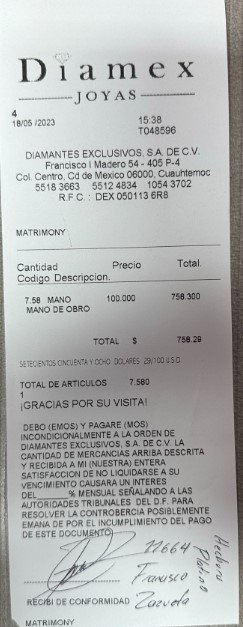 Diamex
JOYAS
4
18/05/2023 15:38
T048596
DIAMANTES EXCLUSIVOS, S.A. DE C.V.
Francisco I Madero 54 - 405 P-4
Col. Centro, Cd de Mexico 06000, Cuauhtemoc
5518 3663 5512 4834 1054 3702
R.F.C. : DEX 050113 6R8
MATRIMONY
Cantidad Precio Total.
Codigo Descripcion.
7.58 MANO 100.000 758.300
MANO DE OBRO
TOTAL $ 758.29
SETECIENTOS CINCUENTA Y OCHO DOLARES 29/100 U.S.D
TOTAL DE ARTICULOS 7.580
1
¡GRACIAS POR SU VISITA!
DEBO (EMOS) Y PAGARE (MOS)
INCONDICIONALMENTE A LA ORDEN DE
DIAMANTES EXCLUSIVOS, S.A. DE C.V. LA
CANTIDAD DE MERCANCIAS ARRIBA DESCRITA
Y RECIBIDA A MI (NUESTRA) ENTERA
SATISFACCION DE NO LIQUIDARSE A SU
VENCIMIENTO CAUSARA UN INTERES
DEL______% MENSUAL SEÑALANDO A LAS
AUTORIDADES TRIBUNALES DEL D.F. PARA
RESOLVER LA CONTROBERCIA POSIBLEMENTE
EMANA DE POR EL INCUMPLIMIENTO DEL PAGO
DE ESTE DOCUMENTO
Hechura
Platino
11664
Francisco
RECIBI DE CONFORMIDAD Zazueta
MATRIMONY